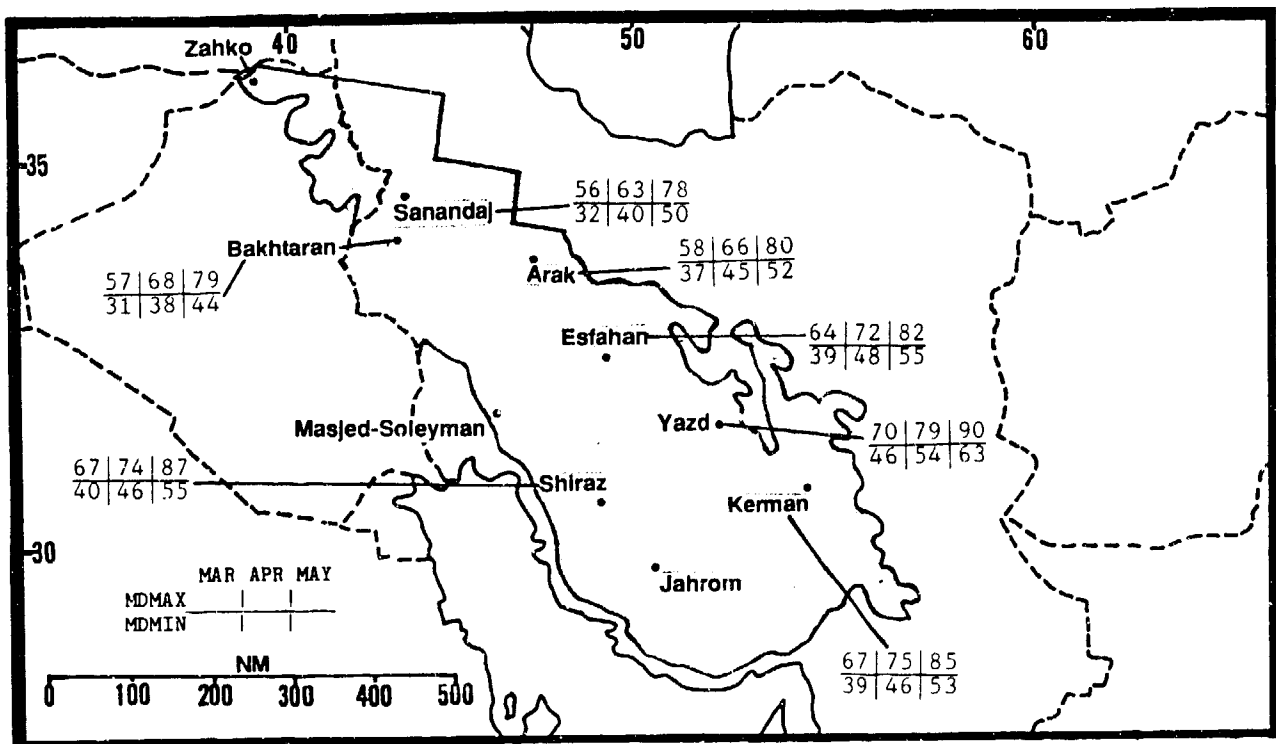 40 50 60
Zahko
35
Sanandaj
56|63|78
32|40|50
Bakhtaran
57|68|79
31|38|44
Arak
58|66|80
37|45|52
Esfahan
64|72|82
39|48|55
Masjed-Soleyman
Yazd
70|79|90
46|54|63
67|74|87
40|46|55
Shiraz
Kerman
30
MAR APR MAY
MDMAX
MDMIN
Jahrom
67|75|85
39|46|53
NM
0 100 200 300 400 500